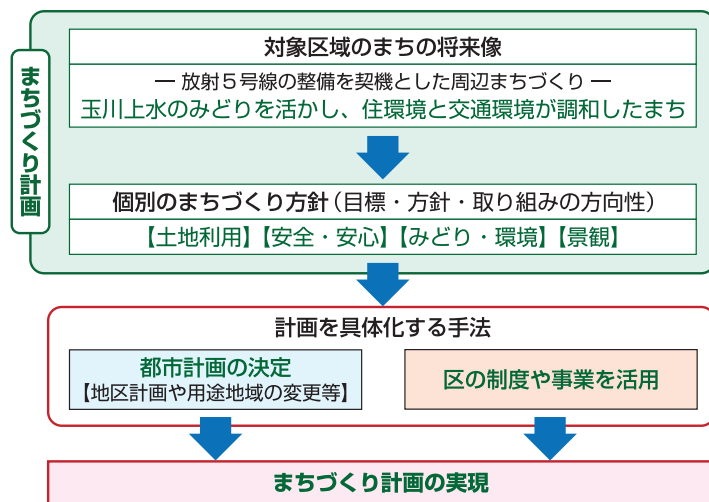 まちづくり計画
対象区域のまちの将来像
― 放射5号線の整備を契機とした周辺まちづくり ―
玉川上水のみどりを活かし、住環境と交通環境が調和したまち
個別のまちづくり方針（目標・方針・取り組みの方向性）
【土地利用】【安全・安心】【みどり・環境】【景観】
計画を具体化する手法
都市計画の決定
【地区計画や用途地域の変更等】
区の制度や事業を活用
まちづくり計画の実現